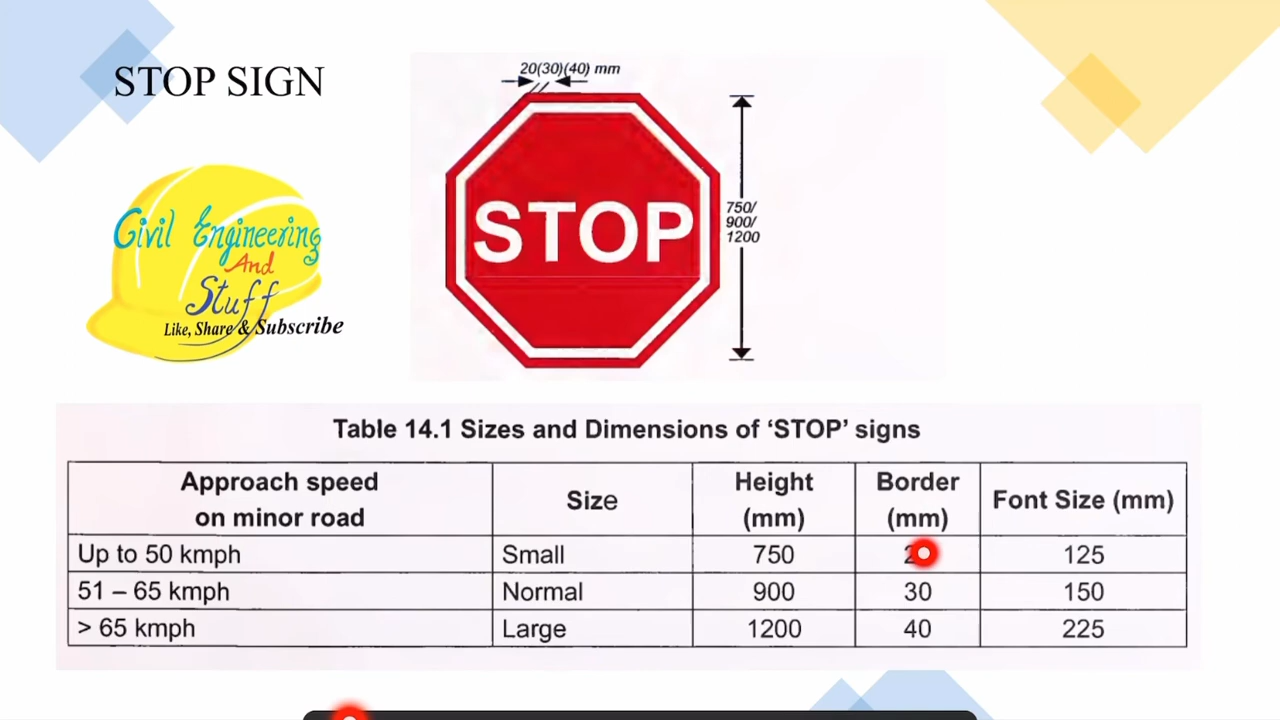 STOP SIGN
20(30)(40) mm
STOP
750/
900/
1200
Civil Engineering
And
Stuff
Like, Share & Subscribe
Table 14.1 Sizes and Dimensions of ‘STOP’ signs
Approach speed on minor road Size Height (mm) Border (mm) Font Size (mm)
Up to 50 kmph Small 750 125
51 – 65 kmph Normal 900 30 150
> 65 kmph Large 1200 40 225